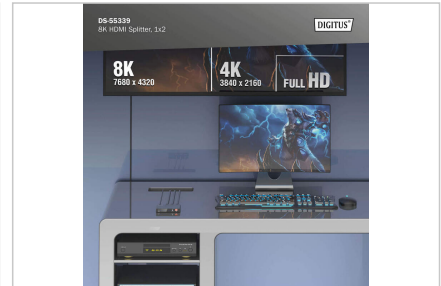 DS-55339
8K HDMI Splitter, 1x2
DIGITUS®
8K
7680 x 4320
4K
3840 x 2160
FULL HD